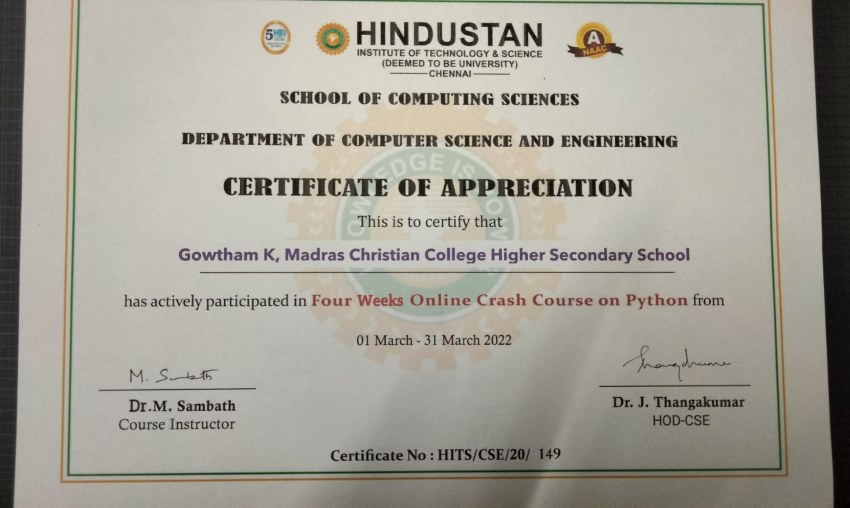 HINDUSTAN
INSTITUTE OF TECHNOLOGY & SCIENCE
(DEEMED TO BE UNIVERSITY)
CHENNAI
A
NAAC
SCHOOL OF COMPUTING SCIENCES
DEPARTMENT OF COMPUTER SCIENCE AND ENGINEERING
CERTIFICATE OF APPRECIATION
This is to certify that
Gowtham K, Madras Christian College Higher Secondary School
has actively participated in Four Weeks Online Crash Course on Python from
01 March - 31 March 2022
M. Sambath
Dr.M. Sambath
Course Instructor
Thangakumar
Dr. J. Thangakumar
HOD-CSE
Certificate No : HITS/CSE/20/ 149